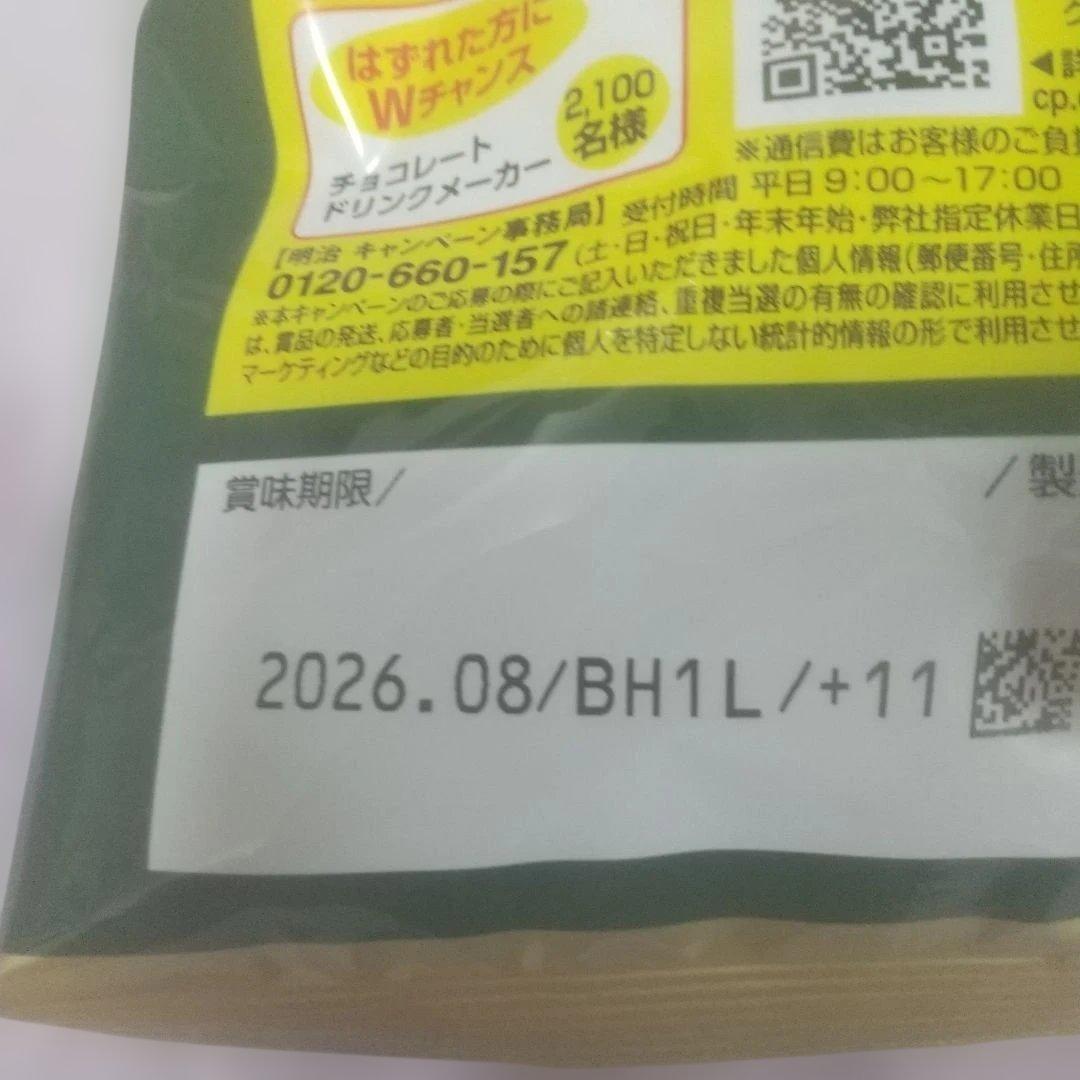 はずれた方に
Wチャンス
2,100
名様
チョコレート
ドリンクメーカー
◀詳
cp.
※通信費はお客様のご負担
【明治 キャンペーン事務局】 受付時間 平日9:00～17:00
0120-660-157(土・日・祝日・年末年始・弊社指定休業日
※本キャンペーンのご応募の際にご記入いただきました個人情報(郵便番号・住所
は、賞品の発送、応募者・当選者への諸連絡、重複当選の有無の確認に利用させ
マーケティングなどの目的のために個人を特定しない統計的情報の形で利用させ
賞味期限/
/製
2026.08/BH1L/+11